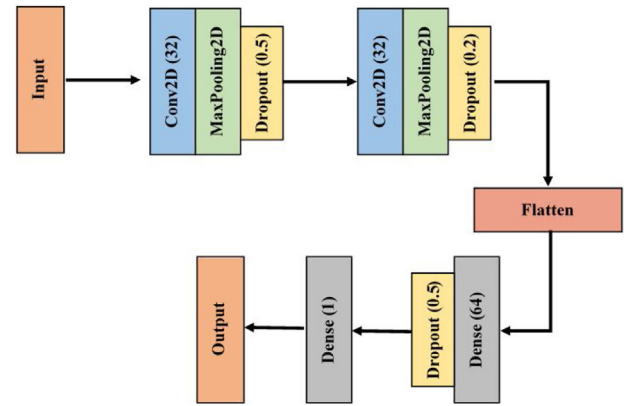 Input
Conv2D (32)
MaxPooling2D
Dropout (0.5)
Conv2D (32)
MaxPooling2D
Dropout (0.2)
Flatten
Dense (64)
Dropout (0.5)
Dense (1)
Output